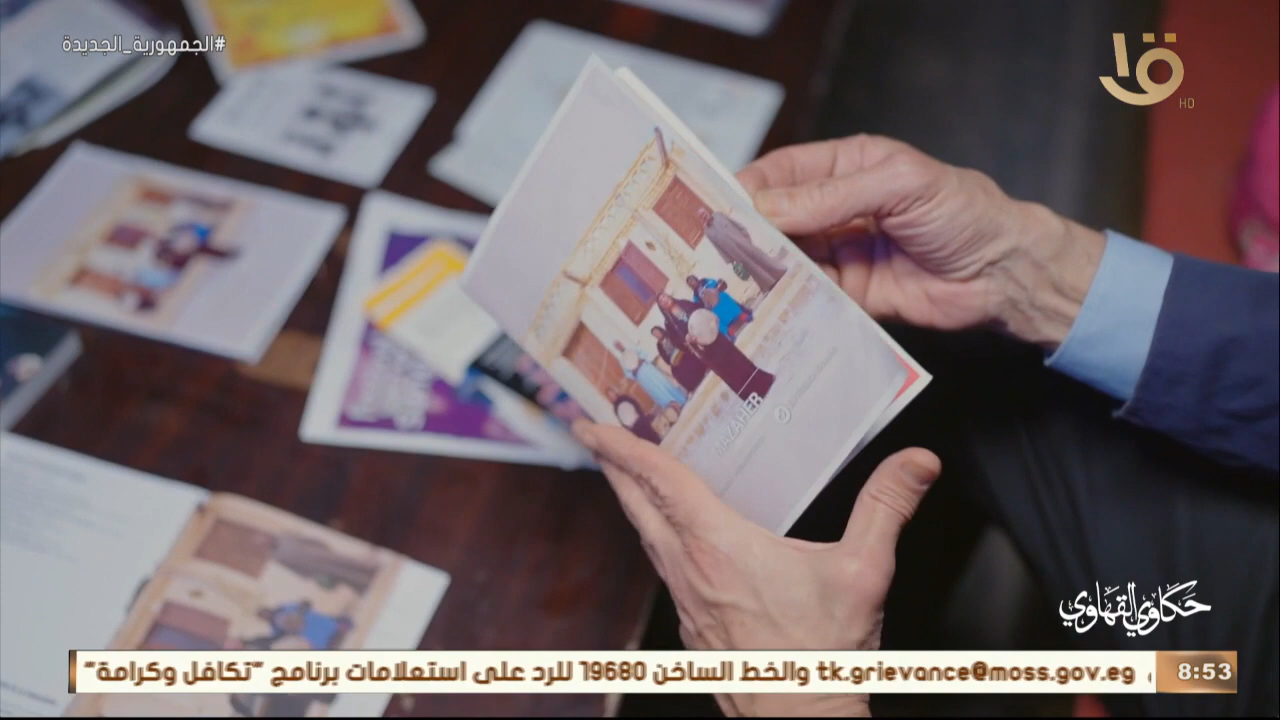 #الجمهورية_الجديدة
HD
MAZAHER
حكاوي القهاوي
tk.grievance@moss.gov.eg والخط الساخن 19680 للرد على استعلامات برنامج "تكافل وكرامة"
8:53